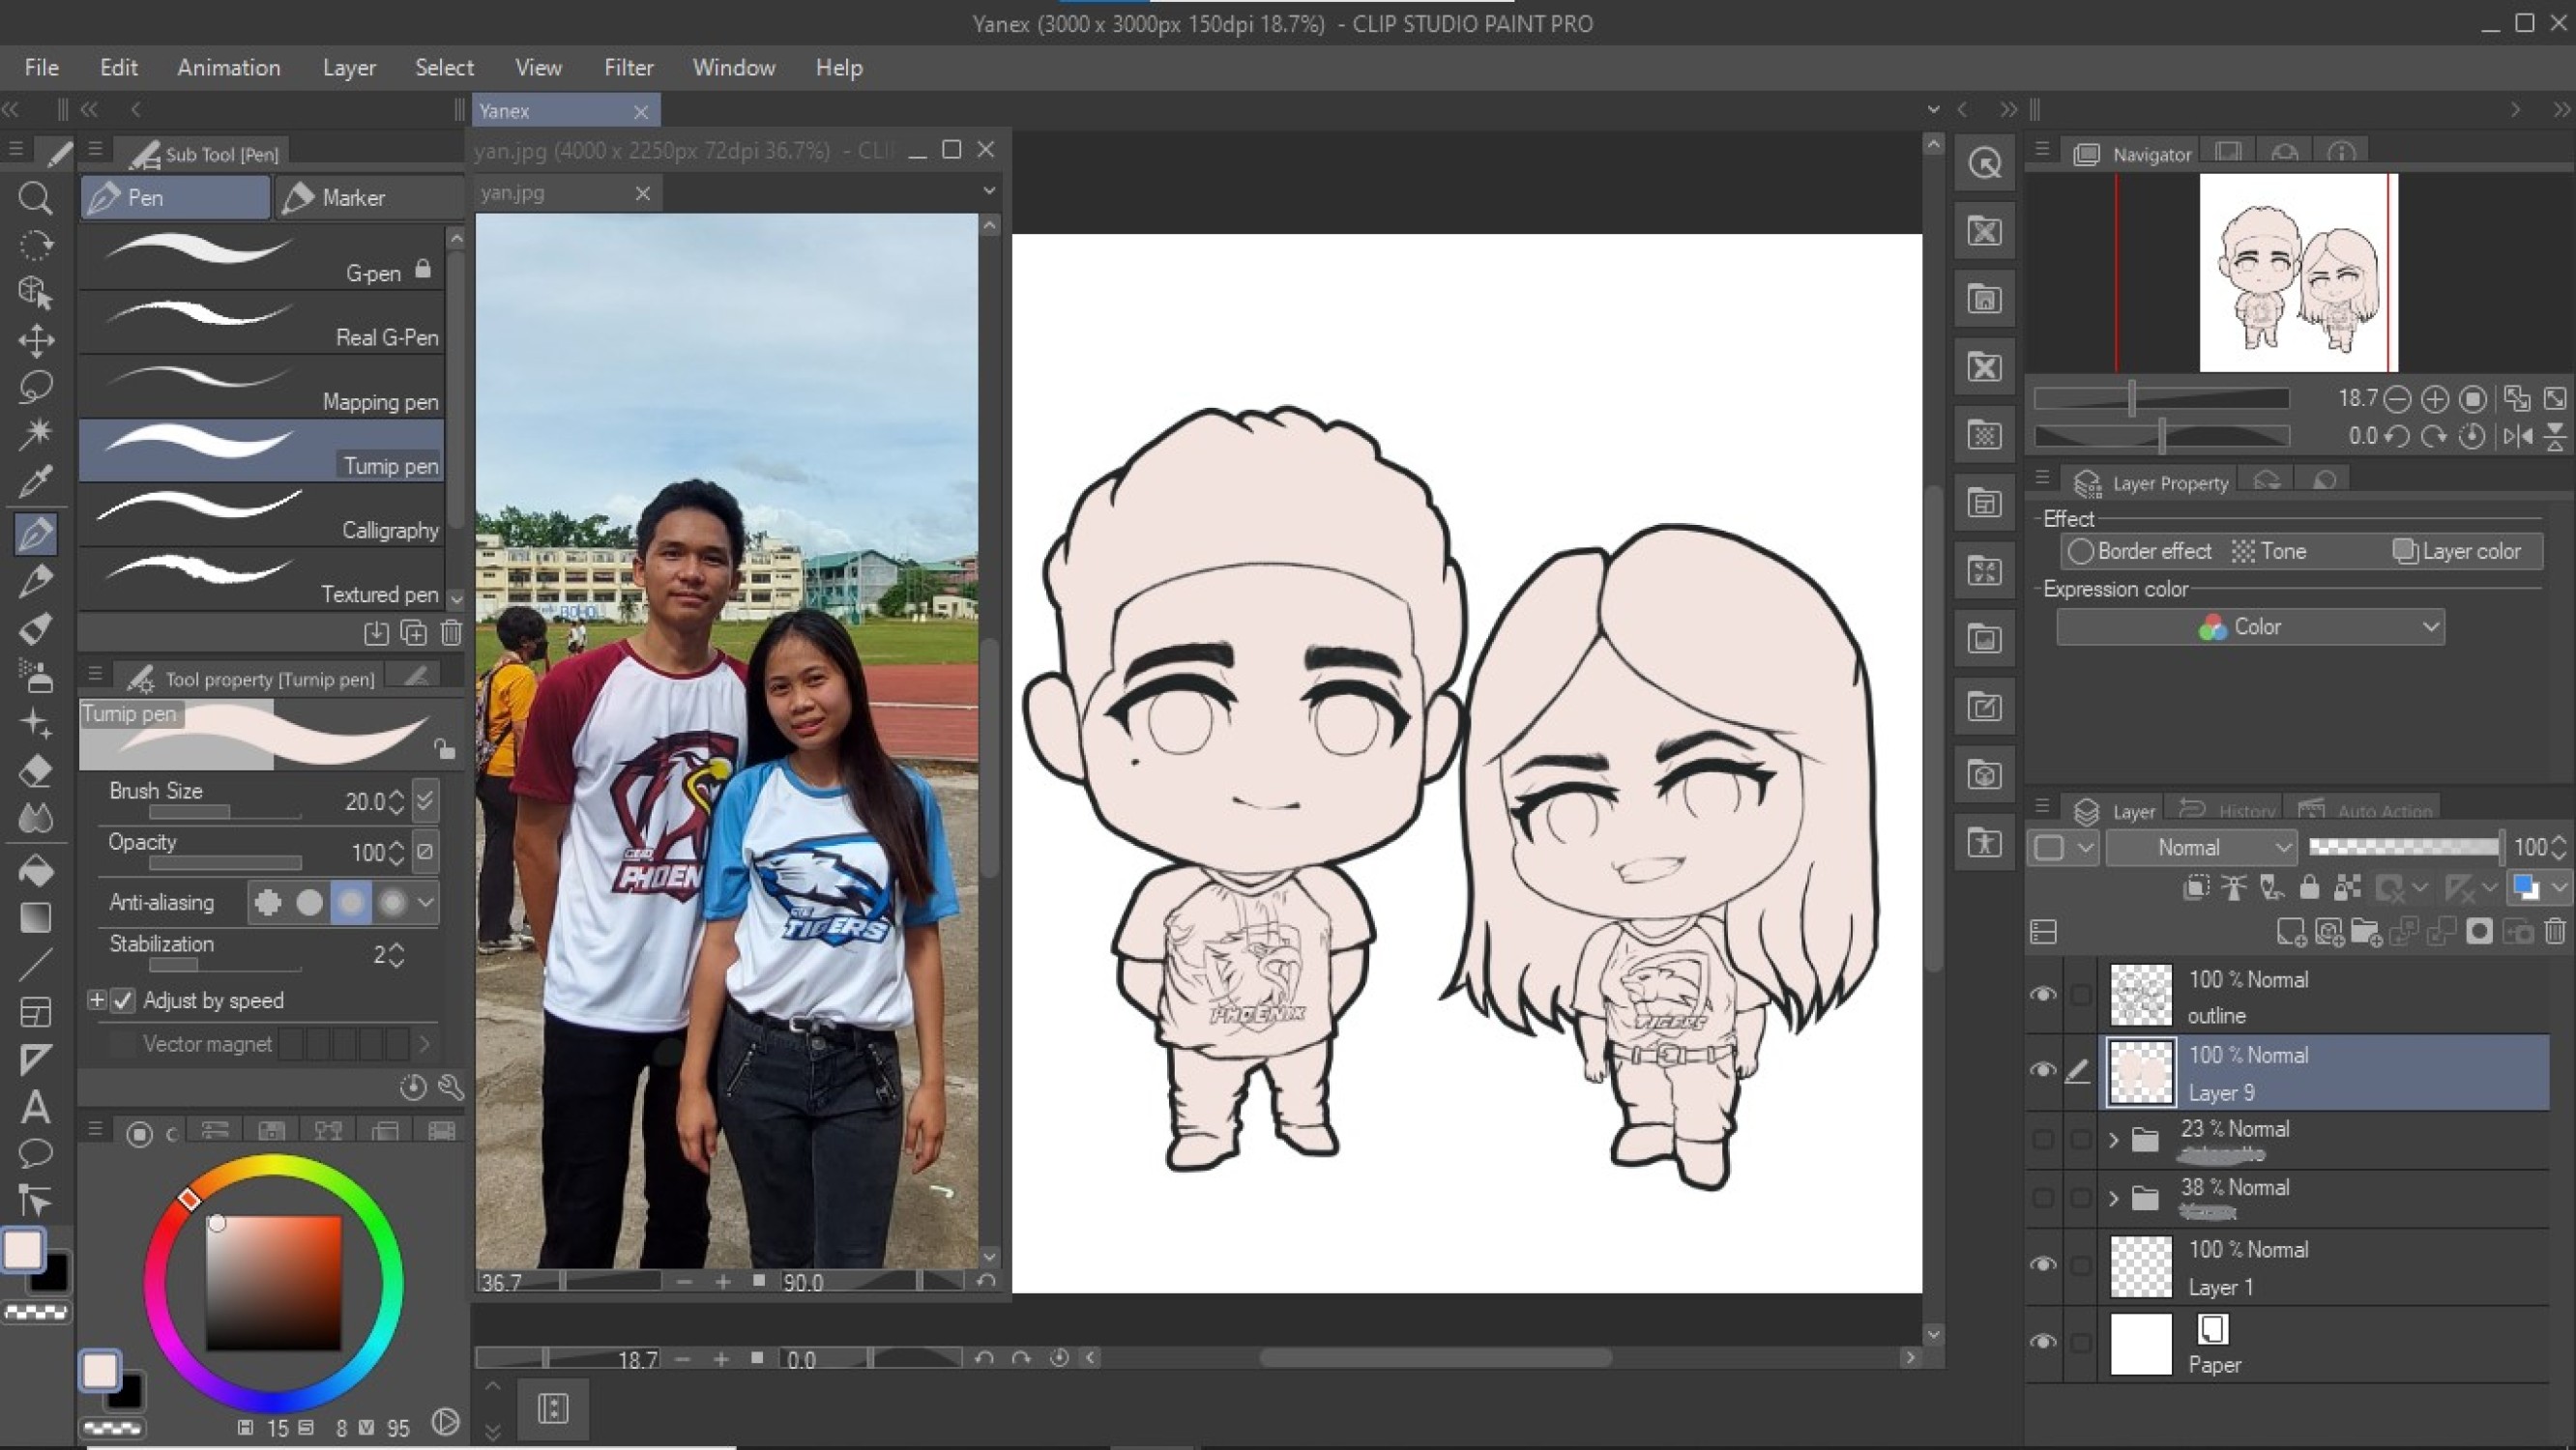 Yanex (3000 x 3000px 150dpi 18.7%) - CLIP STUDIO PAINT PRO
File Edit Animation Layer Select View Filter Window Help
Yanex
yan.jpg (4000 x 2250px 72dpi 36.7%) - CLI
yan.jpg
Sub Tool [Pen]
Pen Marker
G-pen
Real G-Pen
Mapping pen
Turnip pen
Calligraphy
Textured pen
Tool property [Turnip pen]
Turnip pen
Brush Size 20.0
Opacity 100
Anti-aliasing
Stabilization 2
Adjust by speed
Vector magnet
15 8 95
PHOEN
TIGERS
36.7 90.0
PHOENIX
TIGERS
18.7 0.0
Navigator
18.7
0.0
Layer Property
Effect
Border effect Tone Layer color
Expression color
Color
Layer History Auto Action
Normal 100
100 % Normal
outline
100 % Normal
Layer 9
23 % Normal
38 % Normal
100 % Normal
Layer 1
Paper